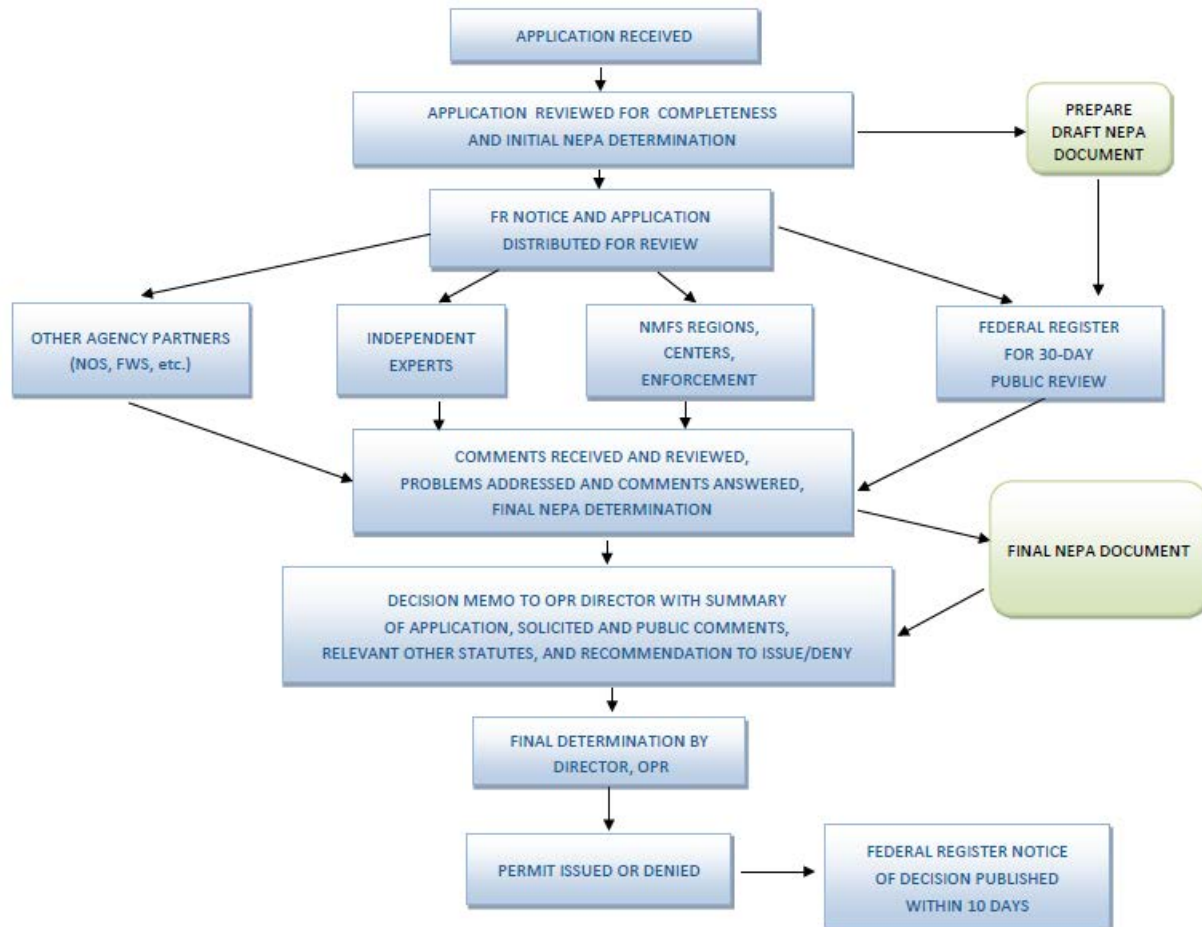 APPLICATION RECEIVED
APPLICATION REVIEWED FOR COMPLETENESS
AND INITIAL NEPA DETERMINATION
PREPARE
DRAFT NEPA
DOCUMENT
FR NOTICE AND APPLICATION
DISTRIBUTED FOR REVIEW
OTHER AGENCY PARTNERS
(NOS, FWS, etc.)
INDEPENDENT
EXPERTS
NMFS REGIONS,
CENTERS,
ENFORCEMENT
FEDERAL REGISTER
FOR 30-DAY
PUBLIC REVIEW
COMMENTS RECEIVED AND REVIEWED,
PROBLEMS ADDRESSED AND COMMENTS ANSWERED,
FINAL NEPA DETERMINATION
FINAL NEPA DOCUMENT
DECISION MEMO TO OPR DIRECTOR WITH SUMMARY
OF APPLICATION, SOLICITED AND PUBLIC COMMENTS,
RELEVANT OTHER STATUTES, AND RECOMMENDATION TO ISSUE/DENY
FINAL DETERMINATION BY
DIRECTOR, OPR
PERMIT ISSUED OR DENIED
FEDERAL REGISTER NOTICE
OF DECISION PUBLISHED
WITHIN 10 DAYS